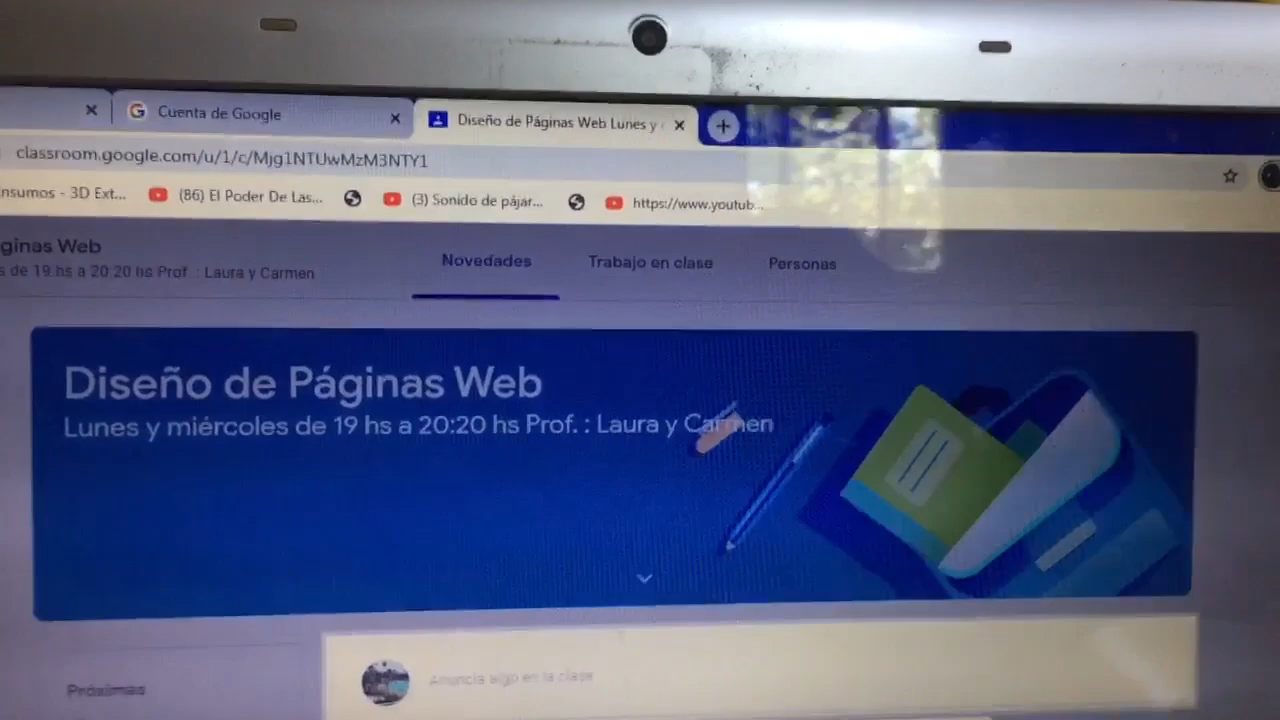 Cuenta de Google
Diseño de Páginas Web Lunes y
classroom.google.com/u/1/c/Mjg1NTUwMzM3NTY1
nsumos - 3D Ext...
(86) El Poder De Las...
(3) Sonido de pájar...
https://www.youtub...
ginas Web
s de 19 hs a 20:20 hs Prof. : Laura y Carmen
Novedades
Trabajo en clase
Personas
Diseño de Páginas Web
Lunes y miércoles de 19 hs a 20:20 hs Prof. : Laura y Carmen
Próximas
Anuncia algo en la clase